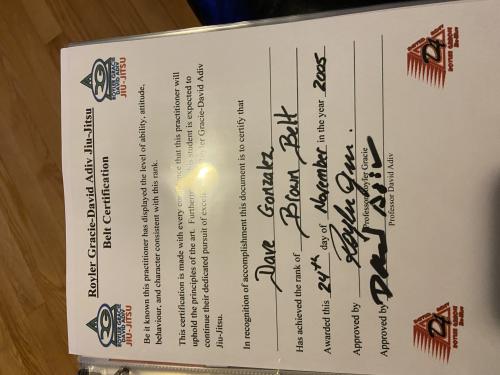 Royler Gracie-David Adiv Jiu-Jitsu
Belt Certification
JIU-JITSU
JIU-JITSU
Be it known this practitioner has displayed the level of ability, attitude,
behaviour, and character consistent with this rank.
This certification is made with every confidence that this practitioner will
uphold the principles of the art. Furthermore, this student is expected to
continue their dedicated pursuit of excellence in Royler Gracie-David Adiv
Jiu-Jitsu.
In recognition of accomplishment this document is to certify that
Dave Gonzalez
Has achieved the rank of Brown Belt
Awarded this 24th day of November in the year 2005
Approved by
Professor Royler Gracie
Approved by
Professor David Adiv